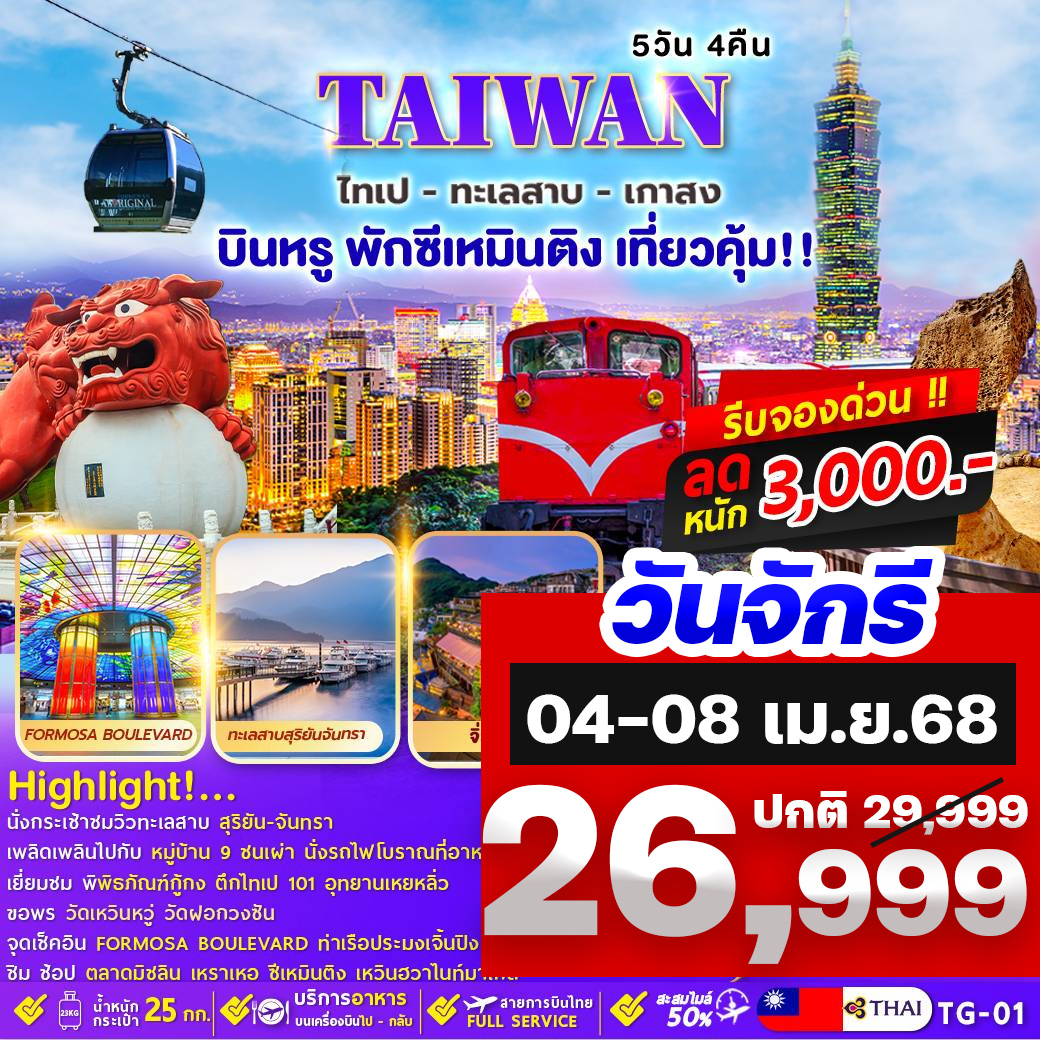 5วัน 4คืน
TAIWAN
ไทเป - ทะเลสาบ - เกาสง
บินหรู พักซีเหมินติง เที่ยวคุ้ม!!
รีบจองด่วน !!
ลดหนัก 3,000.-
วันจักรี
04-08 เม.ย.68
ปกติ 29,999
26,999
FORMOSA BOULEVARD
ทะเลสาบสุริยันจันทรา
Highlight!...
นั่งกระเช้าชมวิวทะเลสาบ สุริยัน-จันทรา
เพลิดเพลินไปกับ หมู่บ้าน 9 ชนเผ่า นั่งรถไฟโบราณที่อาห
เยี่ยมชม พิพิธภัณฑ์กู้กง ตึกไทเป 101 อุทยานเหยหลิ่ว
ขอพร วัดเหวินหวู่ วัดฝอกวงซัน
จุดเช็คอิน FORMOSA BOULEVARD ท่าเรือประมงเจิ้นปิง
ชิม ช้อป ตลาดมิชลิน เหราเหอ ซีเหมินติง เหวินฮวาไนท์มาเก็ต
23KG
น้ำหนักกระเป๋า 25 กก.
บริการอาหาร
บนเครื่องบินไป - กลับ
สายการบินไทย
FULL SERVICE
สะสมไมล์
50%
THAI
TG-01